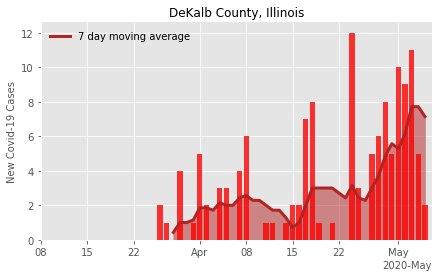 DeKalb County, Illinois
7 day moving average
New Covid-19 Cases
12
10
8
6
4
2
0
08 15 22 Apr 08 15 22 May
2020-May